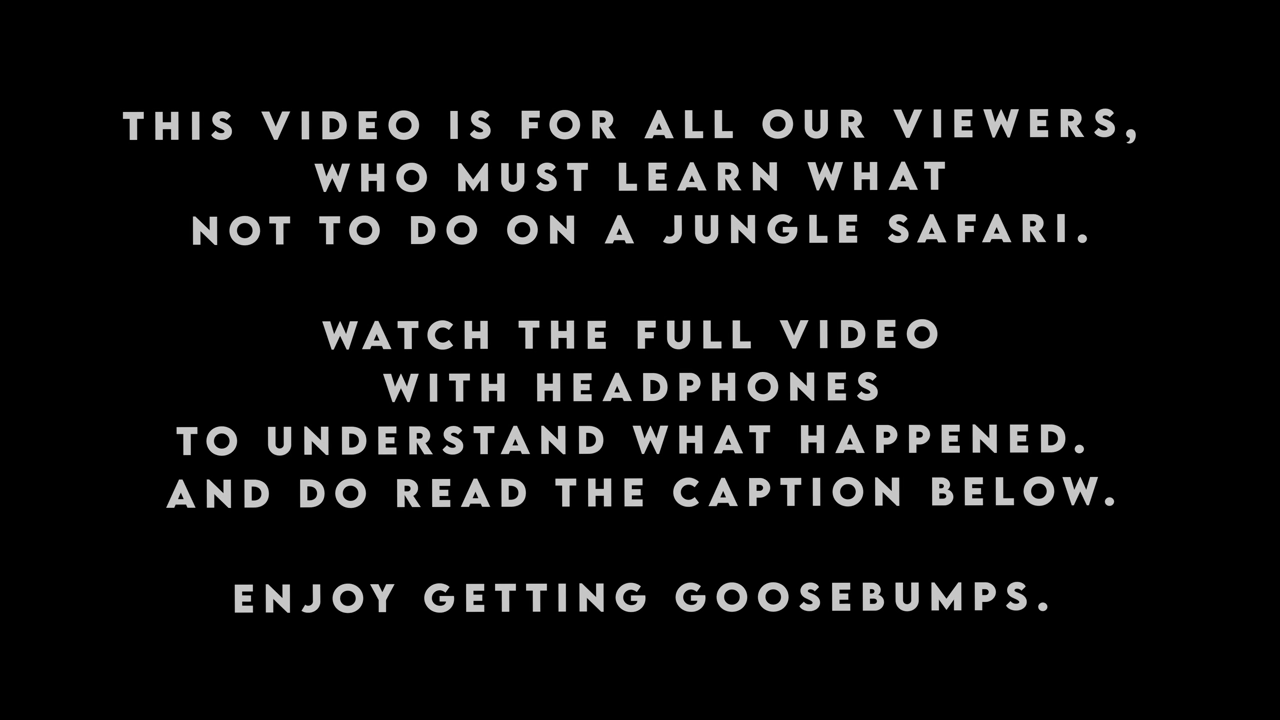 THIS VIDEO IS FOR ALL OUR VIEWERS,
WHO MUST LEARN WHAT
NOT TO DO ON A JUNGLE SAFARI.
WATCH THE FULL VIDEO
WITH HEADPHONES
TO UNDERSTAND WHAT HAPPENED.
AND DO READ THE CAPTION BELOW.
ENJOY GETTING GOOSEBUMPS.